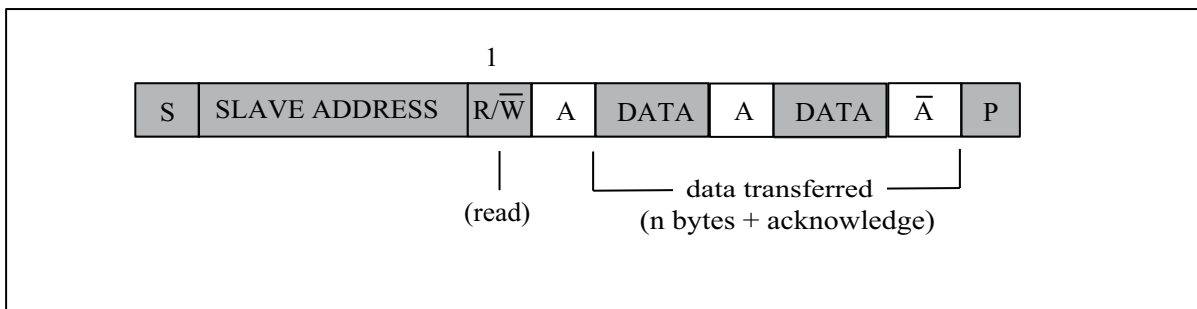 1
S SLAVE ADDRESS R/W̅ A DATA A DATA A̅ P
(read)
data transferred
(n bytes + acknowledge)